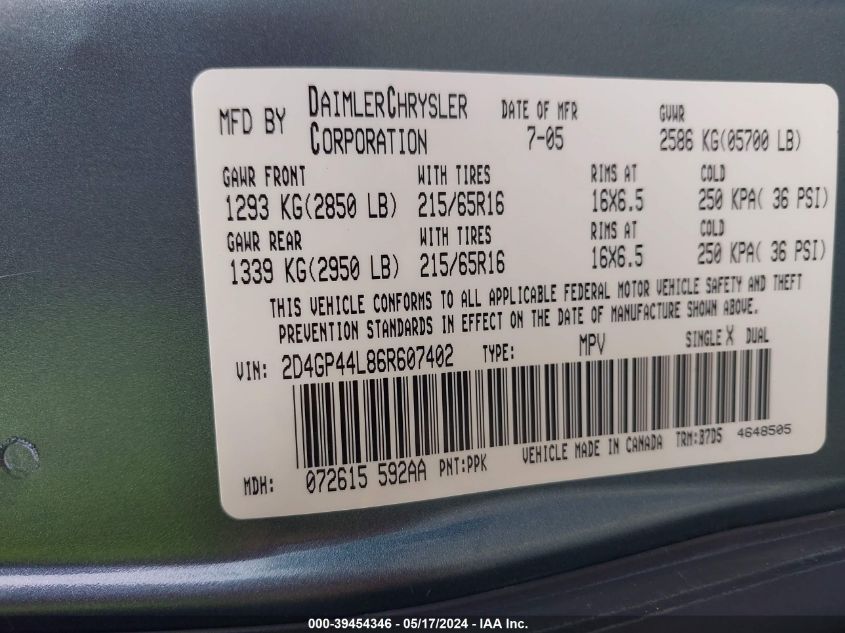 MFD BY DAIMLERCHRYSLER CORPORATION DATE OF MFR 7-05 GVWR 2586 KG(05700 LB)
GAWR FRONT WITH TIRES RIMS AT COLD
1293 KG(2850 LB) 215/65R16 16X6.5 250 KPA( 36 PSI)
GAWR REAR WITH TIRES RIMS AT COLD
1339 KG(2950 LB) 215/65R16 16X6.5 250 KPA( 36 PSI)
THIS VEHICLE CONFORMS TO ALL APPLICABLE FEDERAL MOTOR VEHICLE SAFETY AND THEFT
PREVENTION STANDARDS IN EFFECT ON THE DATE OF MANUFACTURE SHOWN ABOVE.
VIN: 2D4GP44L86R607402 TYPE: MPV SINGLE X DUAL
MDH: 072615 592AA PNT:PPK VEHICLE MADE IN CANADA TRM:B7D5 4648505
000-39454346 - 05/17/2024 - IAA Inc.